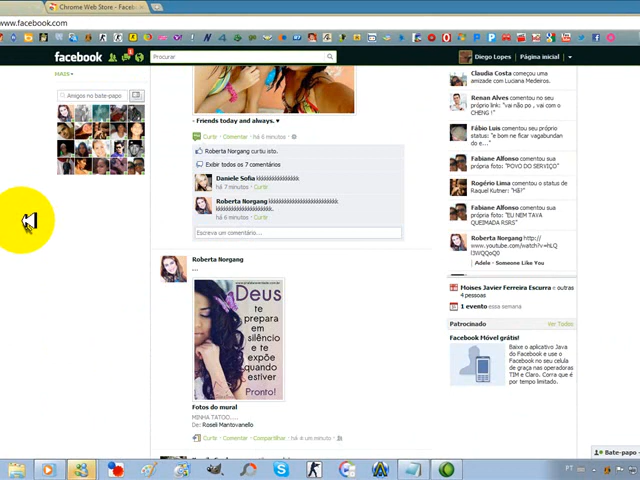 Chrome Web Store - Faceb
www.facebook.com
facebook
Procurar
Diego Lopes
Página inicial
MAIS
Amigos no bate-papo
- Friends today and always. ♥
Curtir · Comentar · há 6 minutos
Roberta Norgang curtiu isto.
Exibir todos os 7 comentários
Daniele Sofia kkkkkkkkkkkkk
há 7 minutos · Curtir
Roberta Norgang
há 6 minutos · Curtir
Escreva um comentário...
Roberta Norgang
...
Deus
te
prepara
em
silêncio
e te
expõe
quando
estiver
Pronto!
Fotos do mural
MINHA TATOO....
De: Roseli Mantovanello
Curtir · Comentar · Compartilhar · há 4 um minuto
Claudia Costa começou uma
amizade com Luciana Medeiros.
Renan Alves comentou no seu
próprio link: "vai não po , vai com o
CHENG !"
Fábio Luis comentou seu próprio
status: "e bom ne ficar vagabundan
do e..."
Fabiane Alfonso comentou sua
própria foto: "POVO DO SERVIÇO"
Rogério Lima comentou o status de
Raquel Kutner: "Hã?"
Fabiane Alfonso comentou sua
própria foto: "EU NEM TAVA
QUEIMADA RSRS"
Roberta Norgang http://
www.youtube.com/watch?v=hLQ
l3WQQoQ0
Adele - Someone Like You
Moises Javier Ferreira Escurra e outras
4 pessoas
1 evento essa semana
Patrocinado
Ver Todos
Facebook Móvel grátis!
Baixe o aplicativo Java
do Facebook e use o
Facebook no seu celular
sem pagar nada nas
operadoras TIM e Claro. Corra que é
por tempo limitado.
Bate-papo
PT